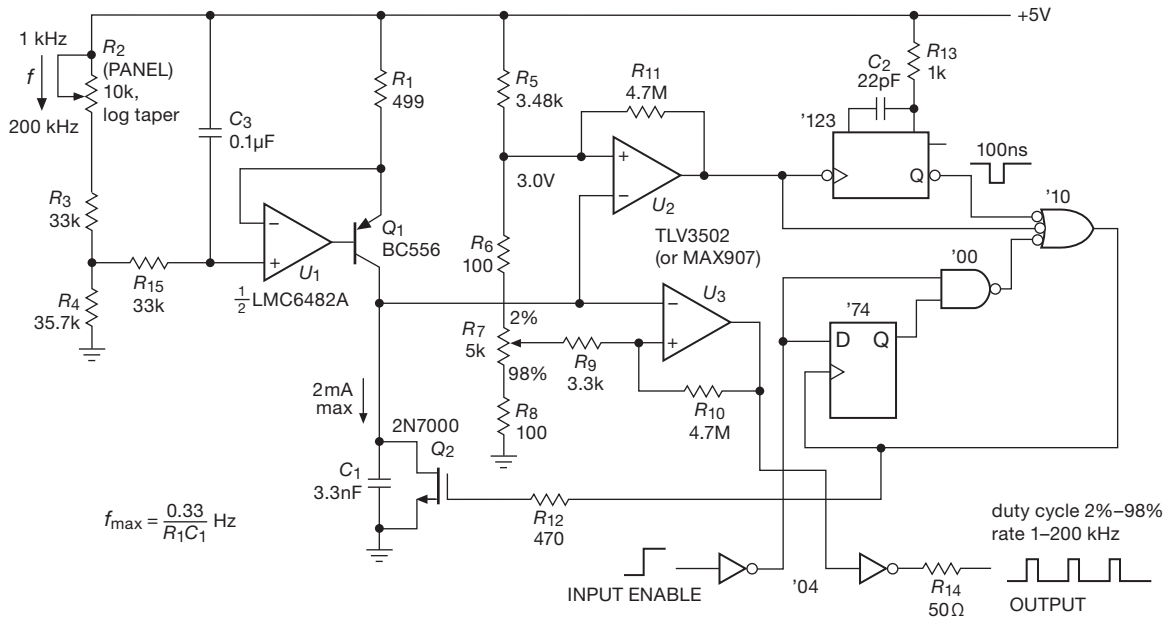 +5V
1 kHz
f
200 kHz
R2
(PANEL)
10k,
log taper
C3
0.1μF
R1
499
R5
3.48k
R11
4.7M
C2
22pF
R13
1k
'123
Q
100ns
'10
3.0V
+
−
U2
R3
33k
R4
35.7k
R15
33k
−
+
U1
½LMC6482A
Q1
BC556
R6
100
TLV3502
(or MAX907)
'00
−
+
U3
'74
D Q
R7
5k
2%
98%
R9
3.3k
R10
4.7M
R8
100
2mA
max
2N7000
Q2
C1
3.3nF
R12
470
fmax = 0.33/R1C1 Hz
INPUT ENABLE
'04
R14
50Ω
duty cycle 2%–98%
rate 1–200 kHz
OUTPUT